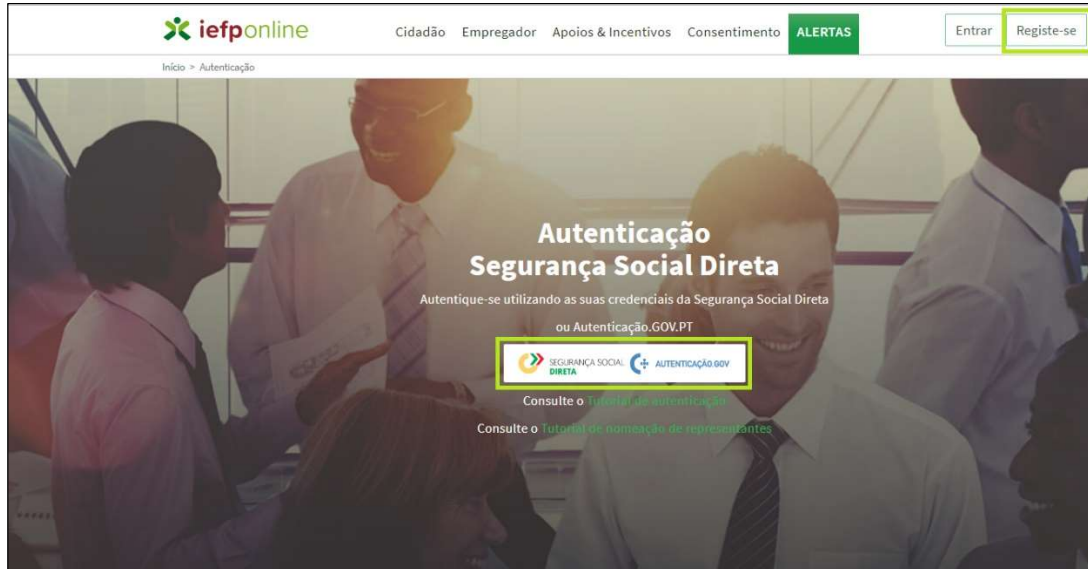 iefponline
Cidadão Empregador Apoios & Incentivos Consentimento ALERTAS Entrar Registe-se
Início > Autenticação
Autenticação
Segurança Social Direta
Autentique-se utilizando as suas credenciais da Segurança Social Direta
ou Autenticação.GOV.PT
SEGURANÇA SOCIAL
DIRETA
AUTENTICAÇÃO.GOV
Consulte o Tutorial de autenticação
Consulte o Tutorial de nomeação de representantes